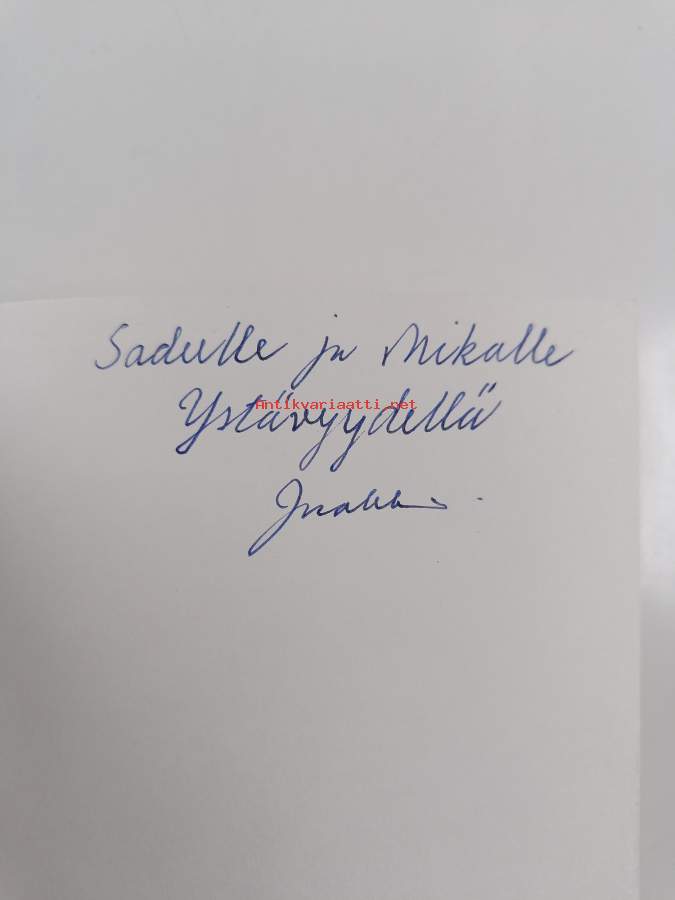 Sadulle ja Mikalle
Ystävyydellä
Antikvariaatti.net